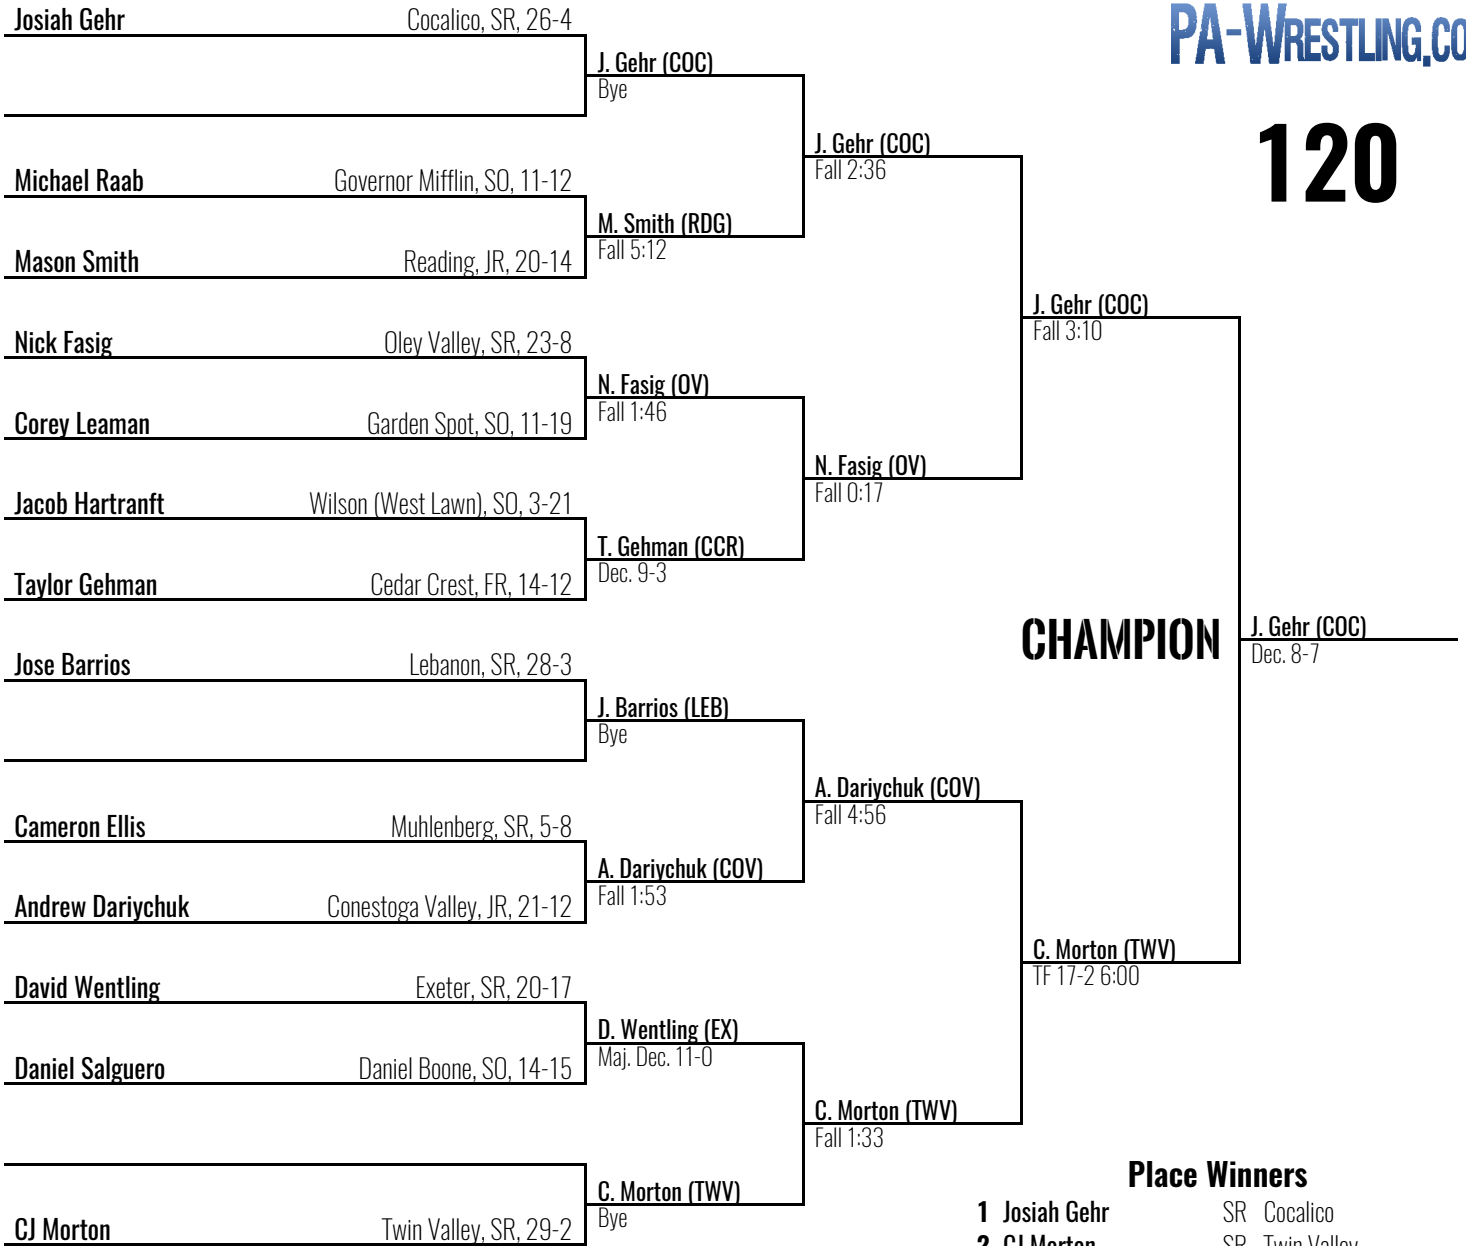 PA-WRESTLING.CO
120
Josiah Gehr Cocalico, SR, 26-4
J. Gehr (COC)
Bye
J. Gehr (COC)
Fall 2:36
Michael Raab Governor Mifflin, SO, 11-12
M. Smith (RDG)
Fall 5:12
Mason Smith Reading, JR, 20-14
J. Gehr (COC)
Fall 3:10
Nick Fasig Oley Valley, SR, 23-8
N. Fasig (OV)
Fall 1:46
Corey Leaman Garden Spot, SO, 11-19
N. Fasig (OV)
Fall 0:17
Jacob Hartranft Wilson (West Lawn), SO, 3-21
T. Gehman (CCR)
Dec. 9-3
Taylor Gehman Cedar Crest, FR, 14-12
CHAMPION
J. Gehr (COC)
Dec. 8-7
Jose Barrios Lebanon, SR, 28-3
J. Barrios (LEB)
Bye
A. Dariychuk (COV)
Fall 4:56
Cameron Ellis Muhlenberg, SR, 5-8
A. Dariychuk (COV)
Fall 1:53
Andrew Dariychuk Conestoga Valley, JR, 21-12
C. Morton (TWV)
TF 17-2 6:00
David Wentling Exeter, SR, 20-17
D. Wentling (EX)
Maj. Dec. 11-0
Daniel Salguero Daniel Boone, SO, 14-15
C. Morton (TWV)
Fall 1:33
C. Morton (TWV)
Bye
CJ Morton Twin Valley, SR, 29-2
Place Winners
1 Josiah Gehr SR Cocalico
2 CJ Morton SR Twin Valley